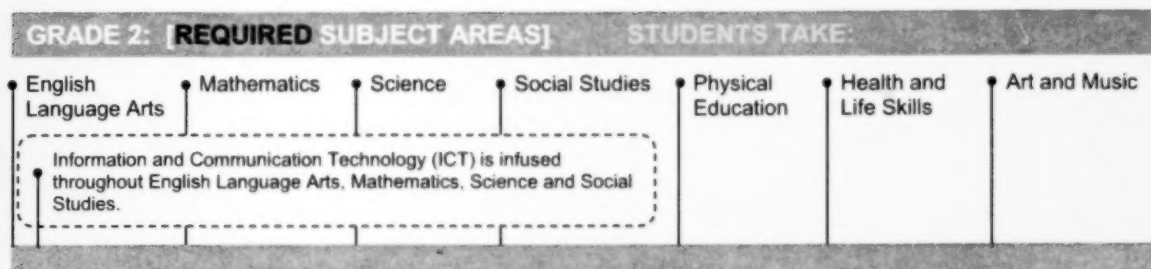 GRADE 2: [REQUIRED SUBJECT AREAS] STUDENTS TAKE:
English
Language Arts
Mathematics
Science
Social Studies
Physical
Education
Health and
Life Skills
Art and Music
Information and Communication Technology (ICT) is infused
throughout English Language Arts, Mathematics, Science and Social
Studies.